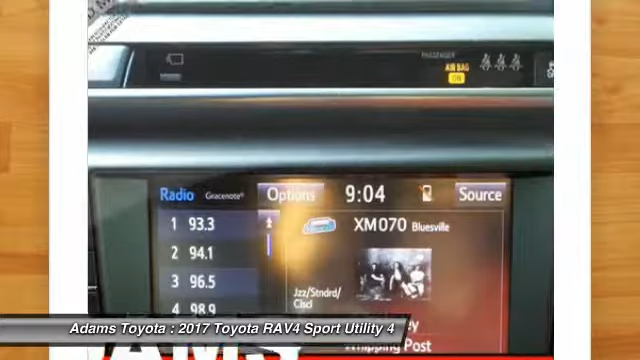 PASSENGER
AIR BAG
ON
Radio Gracenote® Options 9:04 Source
1 93.3
2 94.1
3 96.5
4 98.9
XM070 Bluesville
Jzz/Stndrd/
Clscl
Whipping Post
Adams Toyota : 2017 Toyota RAV4 Sport Utility 4